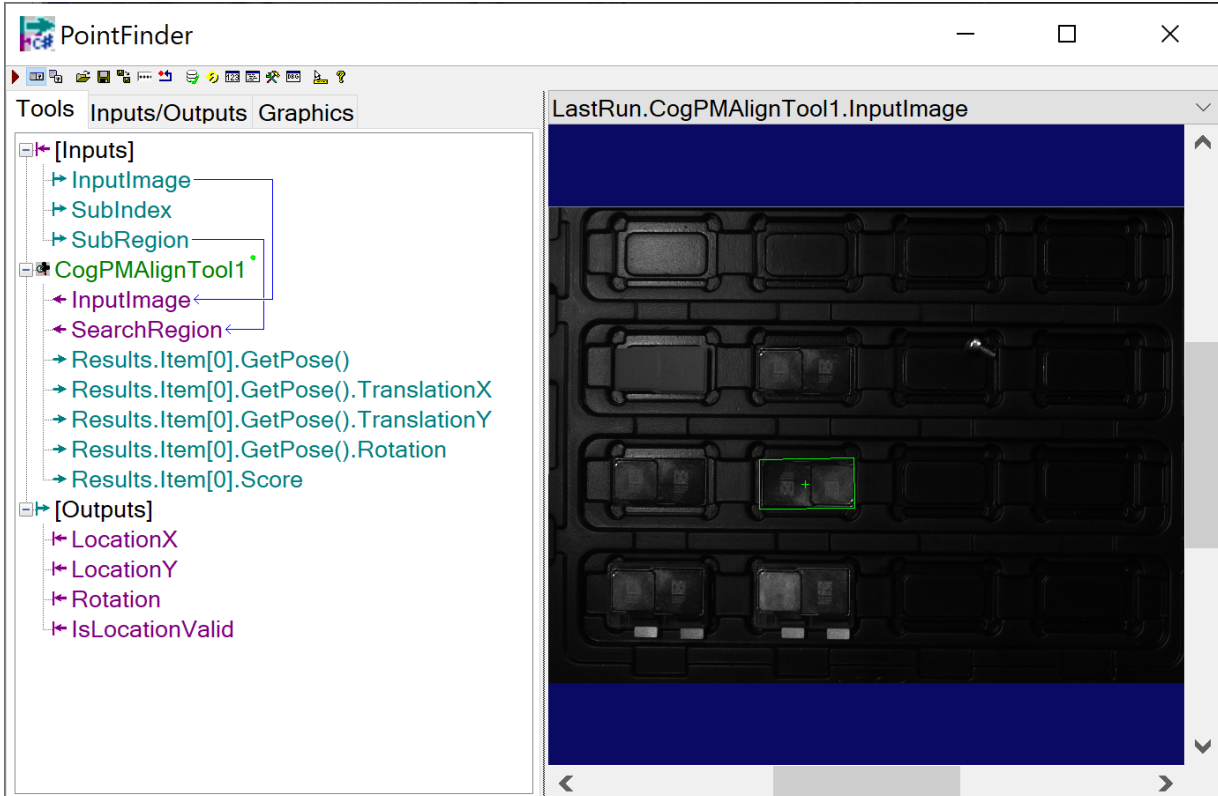 PointFinder
Tools Inputs/Outputs Graphics
LastRun.CogPMAlignTool1.InputImage
[Inputs]
InputImage
SubIndex
SubRegion
CogPMAlignTool1
InputImage
SearchRegion
Results.Item[0].GetPose()
Results.Item[0].GetPose().TranslationX
Results.Item[0].GetPose().TranslationY
Results.Item[0].GetPose().Rotation
Results.Item[0].Score
[Outputs]
LocationX
LocationY
Rotation
IsLocationValid